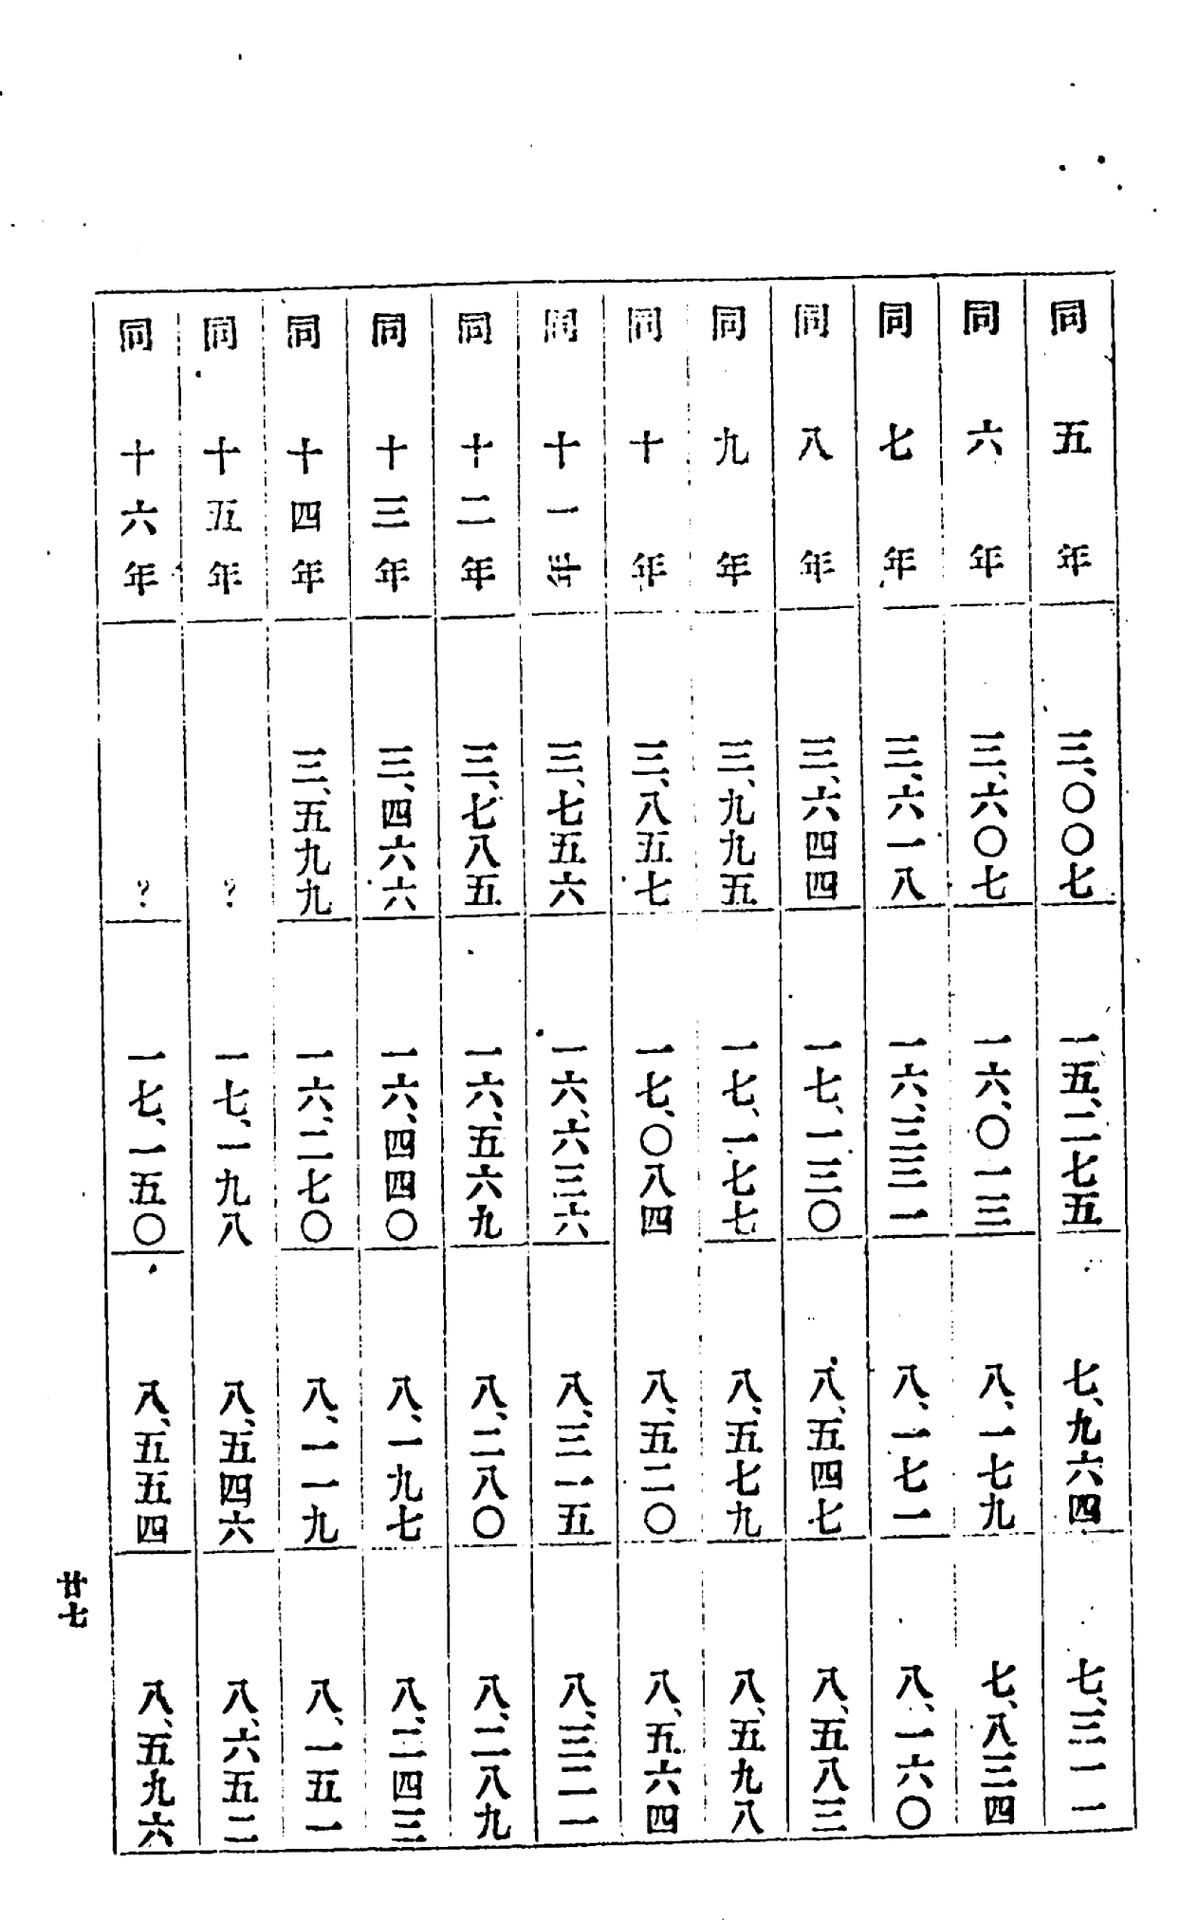 同五年 三、〇〇七 一五、二七五 七、九六四 七、三一一
同六年 三、六〇七 一六、〇一三 八、一七九 七、八三四
同七年 三、六一八 一六、三三一 八、一七一 八、一六〇
同八年 三、六四四 一七、一三〇 八、五四七 八、五八三
同九年 三、九九五 一七、一七七 八、五七九 八、五九八
同十年 三、八五七 一七、〇八四 八、五二〇 八、五六四
同十一年 三、七五六 一六、六三六 八、三一五 八、三二一
同十二年 三、七八五 一六、五六九 八、二八〇 八、二八九
同十三年 三、四六六 一六、四四〇 八、一九七 八、二四三
同十四年 三、五九九 一六、二七〇 八、一一九 八、一五一
同十五年 ? 一七、一九八 八、五四六 八、六五二
同十六年 ? 一七、一五〇 八、五五四 八、五九六
廿七